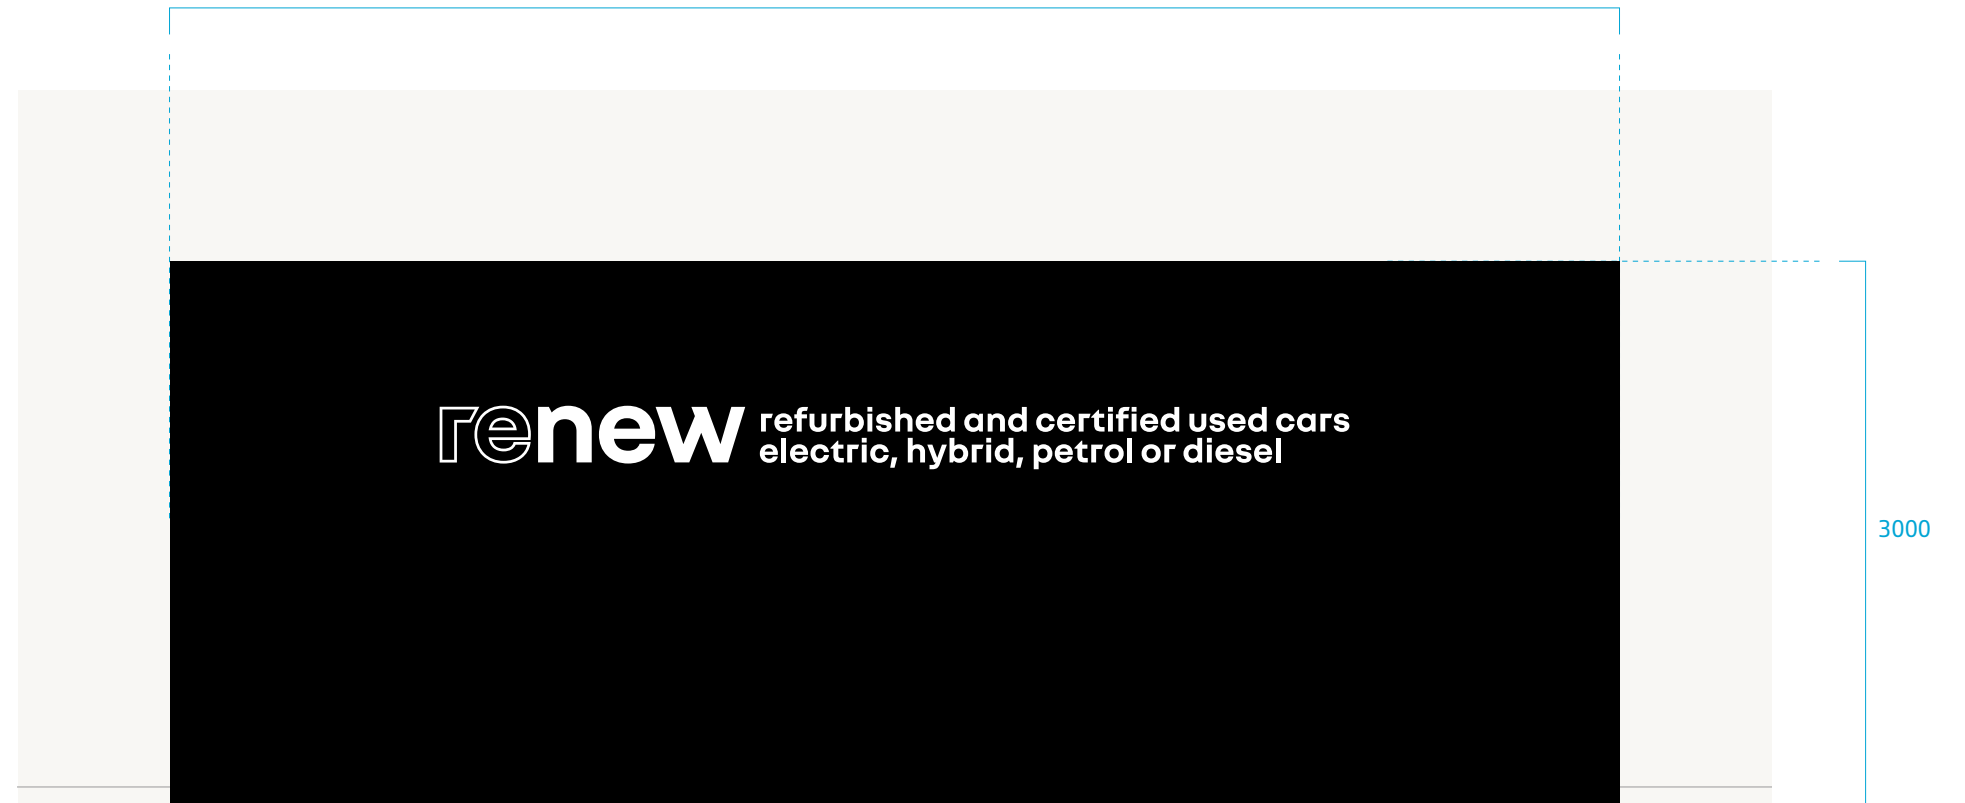 renew
refurbished and certified used cars
electric, hybrid, petrol or diesel
3000